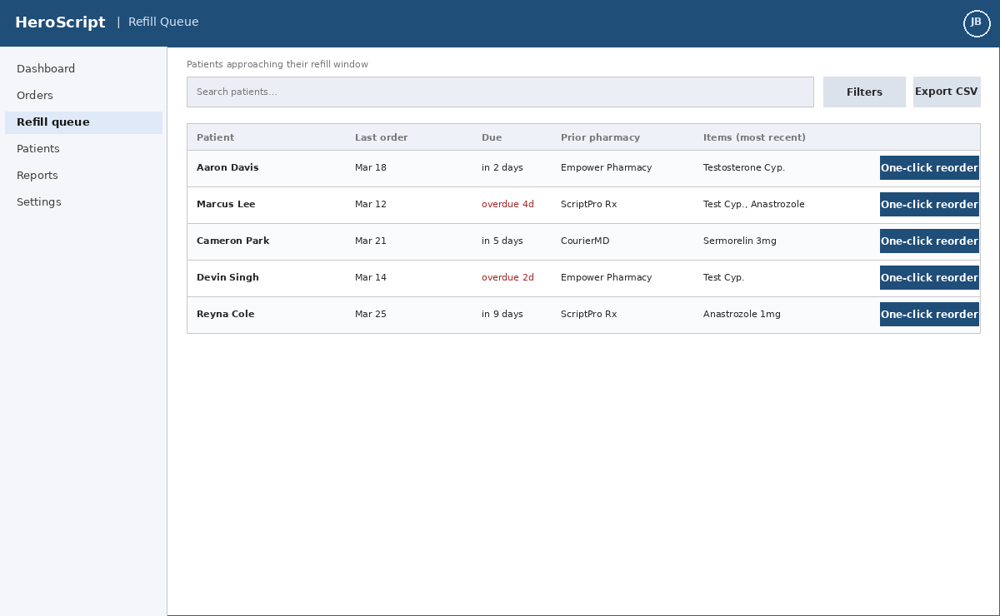 HeroScript | Refill Queue JB
Dashboard
Orders
Refill queue
Patients
Reports
Settings
Patients approaching their refill window
Search patients... Filters Export CSV
Patient Last order Due Prior pharmacy Items (most recent)
Aaron Davis Mar 18 in 2 days Empower Pharmacy Testosterone Cyp. One-click reorder
Marcus Lee Mar 12 overdue 4d ScriptPro Rx Test Cyp., Anastrozole One-click reorder
Cameron Park Mar 21 in 5 days CourierMD Sermorelin 3mg One-click reorder
Devin Singh Mar 14 overdue 2d Empower Pharmacy Test Cyp. One-click reorder
Reyna Cole Mar 25 in 9 days ScriptPro Rx Anastrozole 1mg One-click reorder